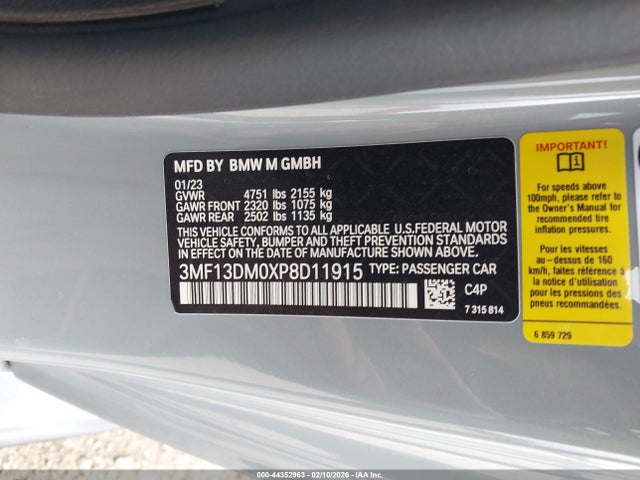 MFD BY BMW M GMBH
01/23
GVWR 4751 lbs 2155 kg
GAWR FRONT 2320 lbs 1075 kg
GAWR REAR 2502 lbs 1135 kg
THIS VEHICLE CONFORMS TO ALL APPLICABLE U.S.FEDERAL MOTOR
VEHICLE SAFETY, BUMPER, AND THEFT PREVENTION STANDARDS
IN EFFECT ON THE DATE OF MANUFACTURE SHOWN ABOVE.
3MF13DM0XP8D11915 TYPE: PASSENGER CAR
C4P
7 315 814
IMPORTANT!
For speeds above
100mph, please refer to
the Owner's Manual for
recommended tire
inflation pressures.
Pour les vitesses
au-dessus de 160
km/h, se référer à
la notice d'utilisation
pour les pressions
des pneus
recommandées.
6 859 729
000-44352963 - 02/10/2026 - COPYRIGHT © IAA HOLDINGS, LLC